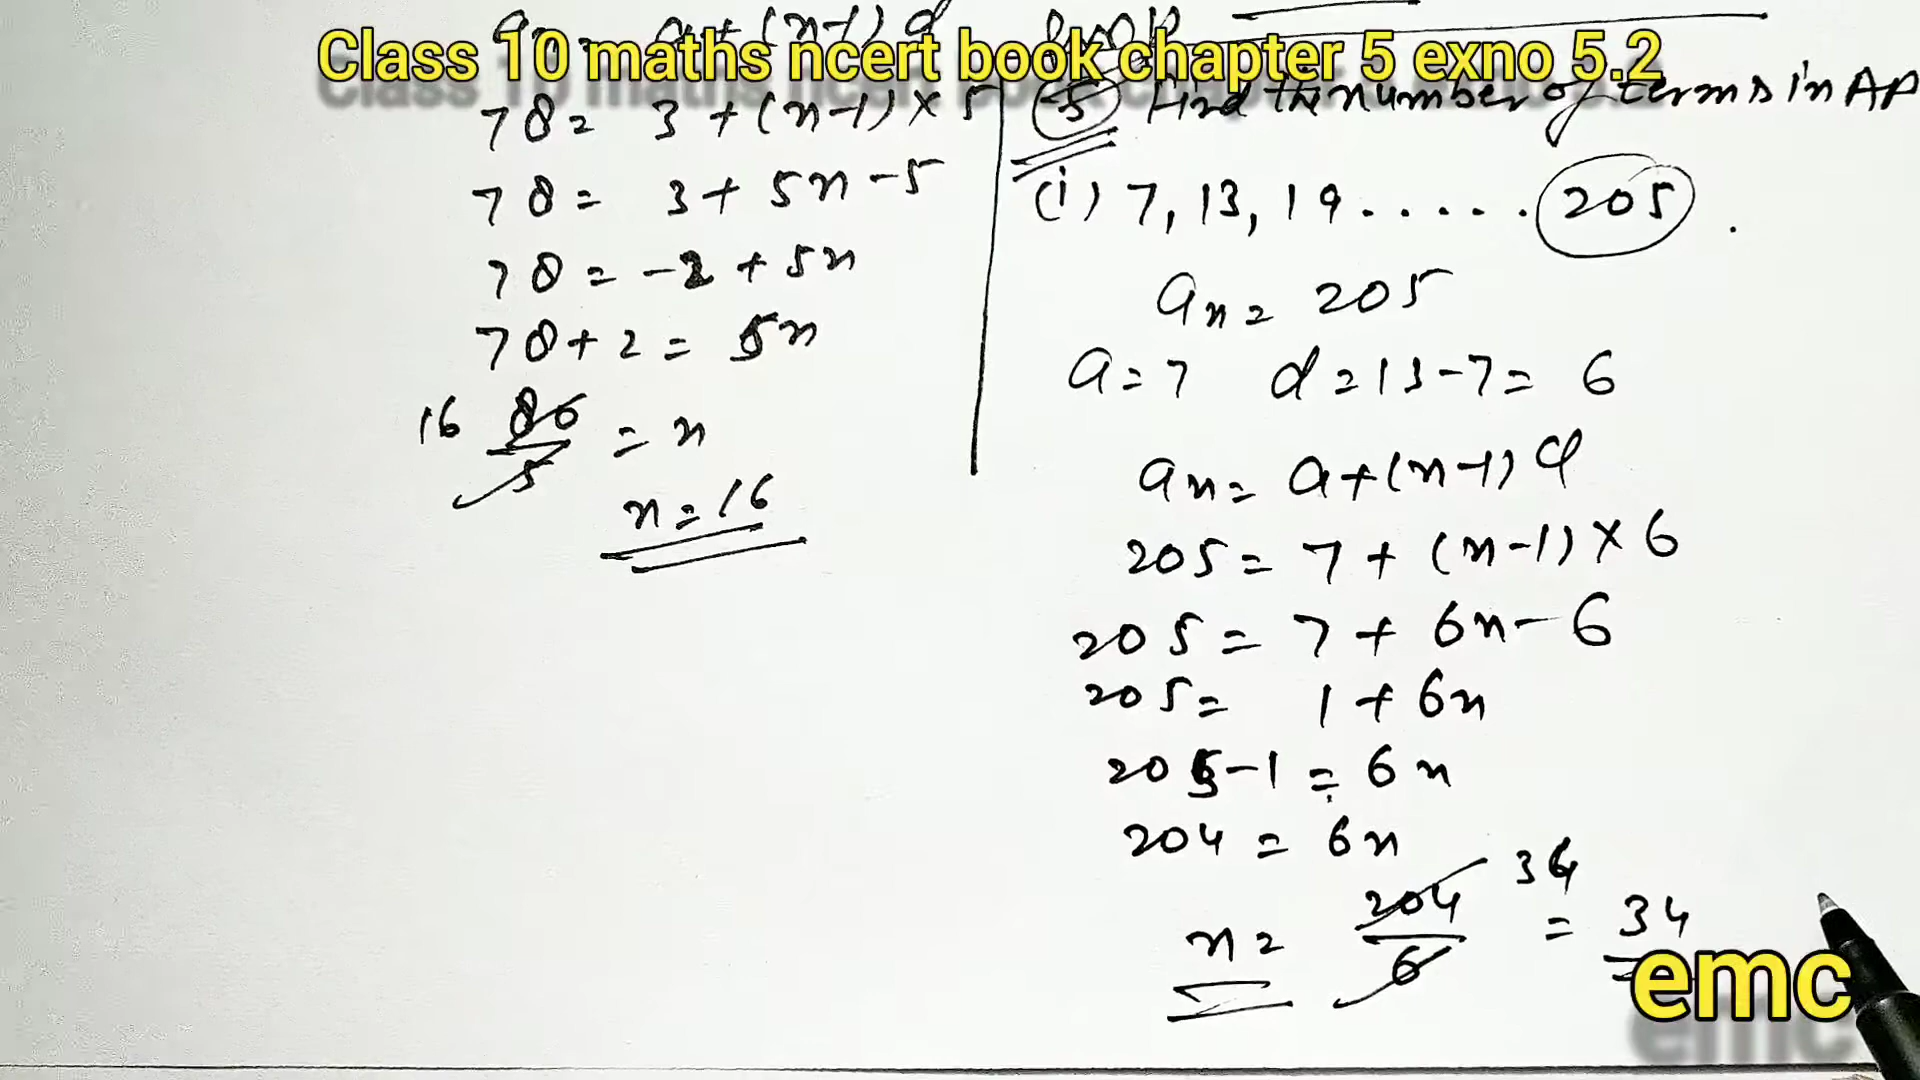 Class 10 maths ncert book chapter 5 exno 5.2
an = a + (n-1) d
78 = 3 + (n-1) × 5
78 = 3 + 5n - 5
78 = -2 + 5n
78 + 2 = 5n
16 80/5 = n
n = 16
5 Find the number of terms in AP
(i) 7, 13, 19 ..... 205 .
an = 205
a = 7 d = 13 - 7 = 6
an = a + (n-1) d
205 = 7 + (n-1) × 6
205 = 7 + 6n - 6
205 = 1 + 6n
205 - 1 = 6n
204 = 6n
n = 204/6 34 = 34
emc